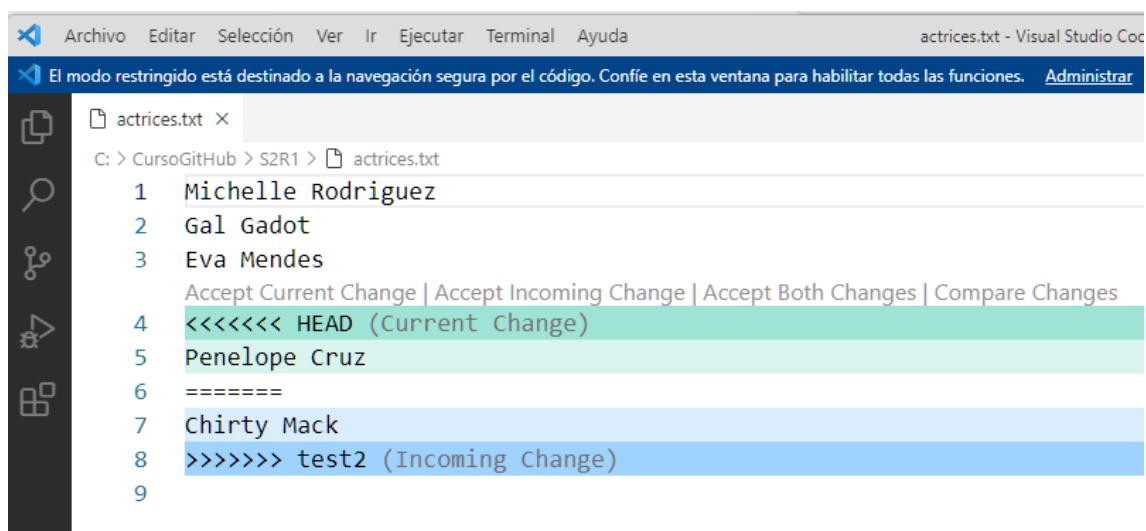 Archivo Editar Selección Ver Ir Ejecutar Terminal Ayuda actrices.txt - Visual Studio Coc
El modo restringido está destinado a la navegación segura por el código. Confíe en esta ventana para habilitar todas las funciones. Administrar
actrices.txt ×
C: > CursoGitHub > S2R1 > actrices.txt
1 Michelle Rodriguez
2 Gal Gadot
3 Eva Mendes
Accept Current Change | Accept Incoming Change | Accept Both Changes | Compare Changes
4 <<<<<<< HEAD (Current Change)
5 Penelope Cruz
6 =======
7 Chirty Mack
8 >>>>>>> test2 (Incoming Change)
9